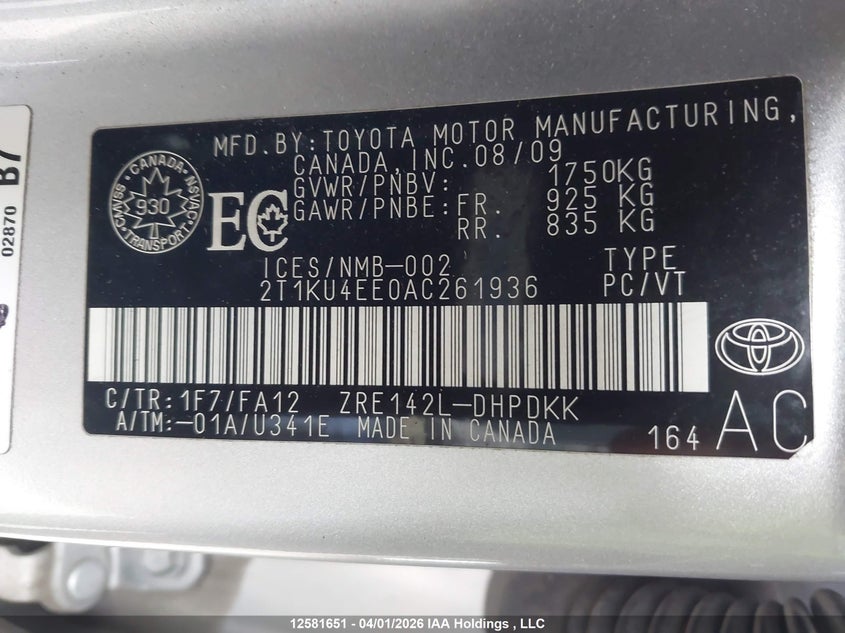 MFD.BY:TOYOTA MOTOR MANUFACTURING,
CANADA,INC.08/09
GVWR/PNBV: 1750KG
GAWR/PNBE:FR. 925 KG
RR. 835 KG
CANADA
CMVSS 930 NSVAC
TRANSPORT
EC
ICES/NMB-002 TYPE
2T1KU4EE0AC261936 PC/VT
C/TR:1F7/FA12 ZRE142L-DHPDKK
A/TM:-01A/U341E MADE IN CANADA 164 AC
02870 B7
12581651 - 04/01/2026 IAA Holdings , LLC